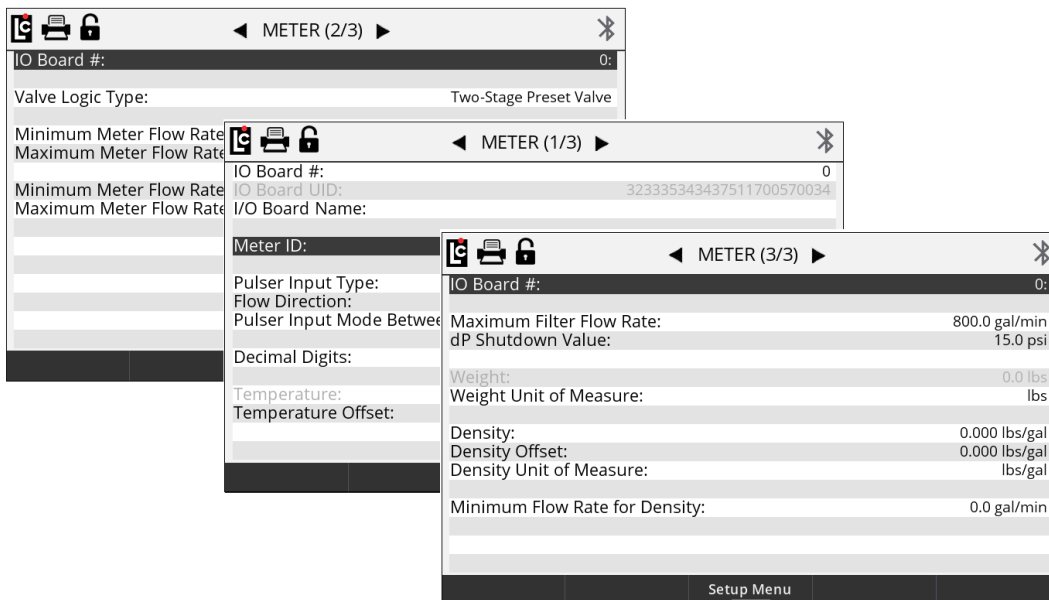 LC
METER (2/3)
IO Board #: 0:
Valve Logic Type: Two-Stage Preset Valve
Minimum Meter Flow Rate
Maximum Meter Flow Rate
Minimum Meter Flow Rate
Maximum Meter Flow Rate
LC
METER (1/3)
IO Board #: 0
IO Board UID: 323335343437511700570034
I/O Board Name:
Meter ID:
Pulser Input Type:
Flow Direction:
Pulser Input Mode Betwee
Decimal Digits:
Temperature:
Temperature Offset:
LC
METER (3/3)
IO Board #: 0:
Maximum Filter Flow Rate: 800.0 gal/min
dP Shutdown Value: 15.0 psi
Weight: 0.0 lbs
Weight Unit of Measure: lbs
Density: 0.000 lbs/gal
Density Offset: 0.000 lbs/gal
Density Unit of Measure: lbs/gal
Minimum Flow Rate for Density: 0.0 gal/min
Setup Menu